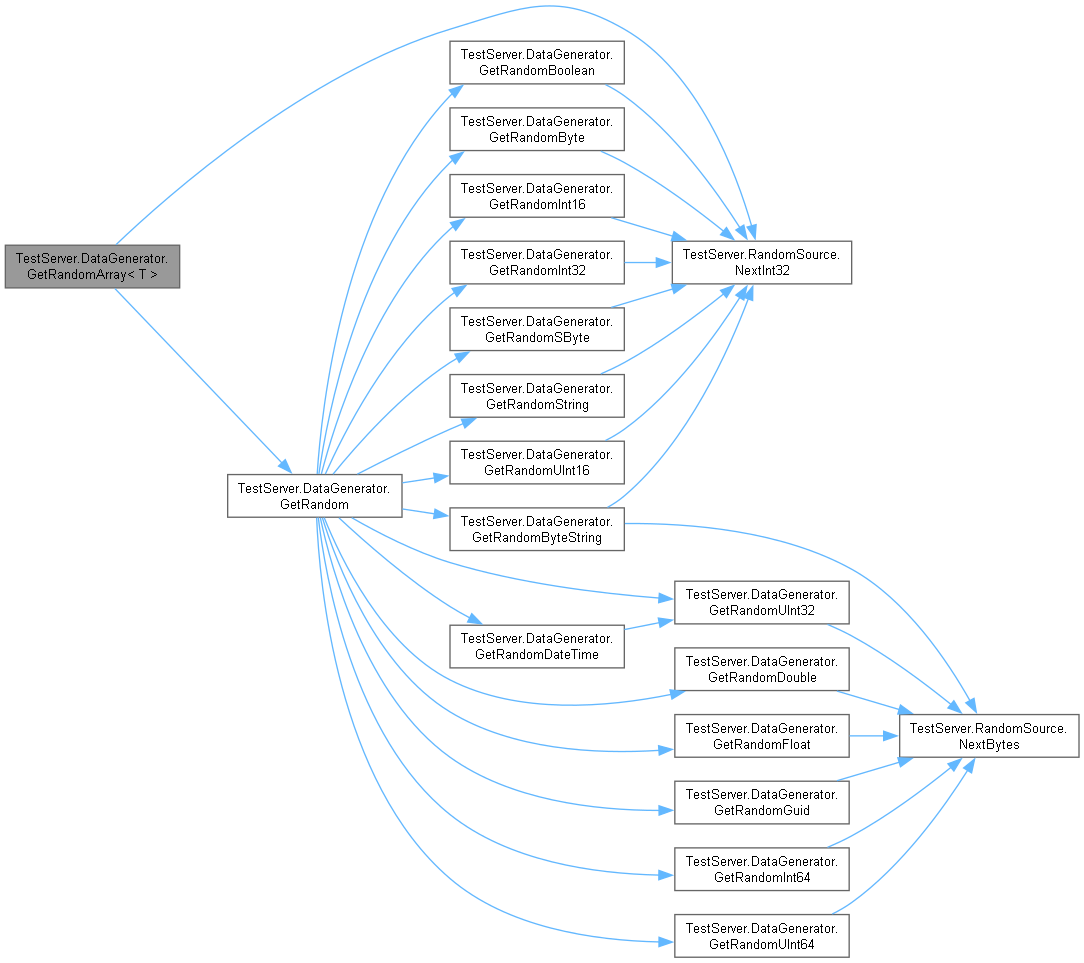 TestServer.DataGenerator.
GetRandomBoolean
TestServer.DataGenerator.
GetRandomByte
TestServer.DataGenerator.
GetRandomInt16
TestServer.DataGenerator.
GetRandomArray< T >
TestServer.DataGenerator.
GetRandomInt32
TestServer.RandomSource.
NextInt32
TestServer.DataGenerator.
GetRandomSByte
TestServer.DataGenerator.
GetRandomString
TestServer.DataGenerator.
GetRandomUInt16
TestServer.DataGenerator.
GetRandom
TestServer.DataGenerator.
GetRandomByteString
TestServer.DataGenerator.
GetRandomUInt32
TestServer.DataGenerator.
GetRandomDateTime
TestServer.DataGenerator.
GetRandomDouble
TestServer.DataGenerator.
GetRandomFloat
TestServer.RandomSource.
NextBytes
TestServer.DataGenerator.
GetRandomGuid
TestServer.DataGenerator.
GetRandomInt64
TestServer.DataGenerator.
GetRandomUInt64